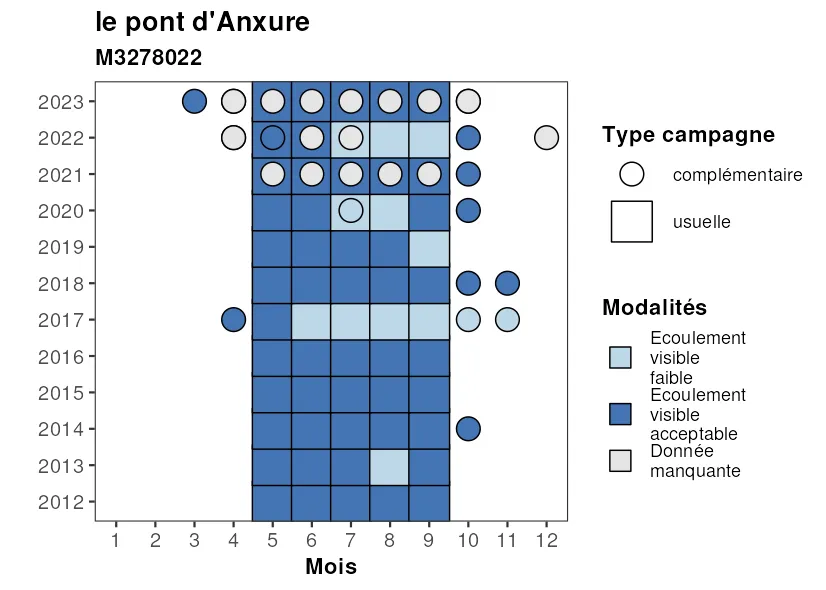 le pont d'Anxure
M3278022
2023
2022
2021
2020
2019
2018
2017
2016
2015
2014
2013
2012
1 2 3 4 5 6 7 8 9 10 11 12
Mois
Type campagne
complémentaire
usuelle
Modalités
Ecoulement
visible
faible
Ecoulement
visible
acceptable
Donnée
manquante